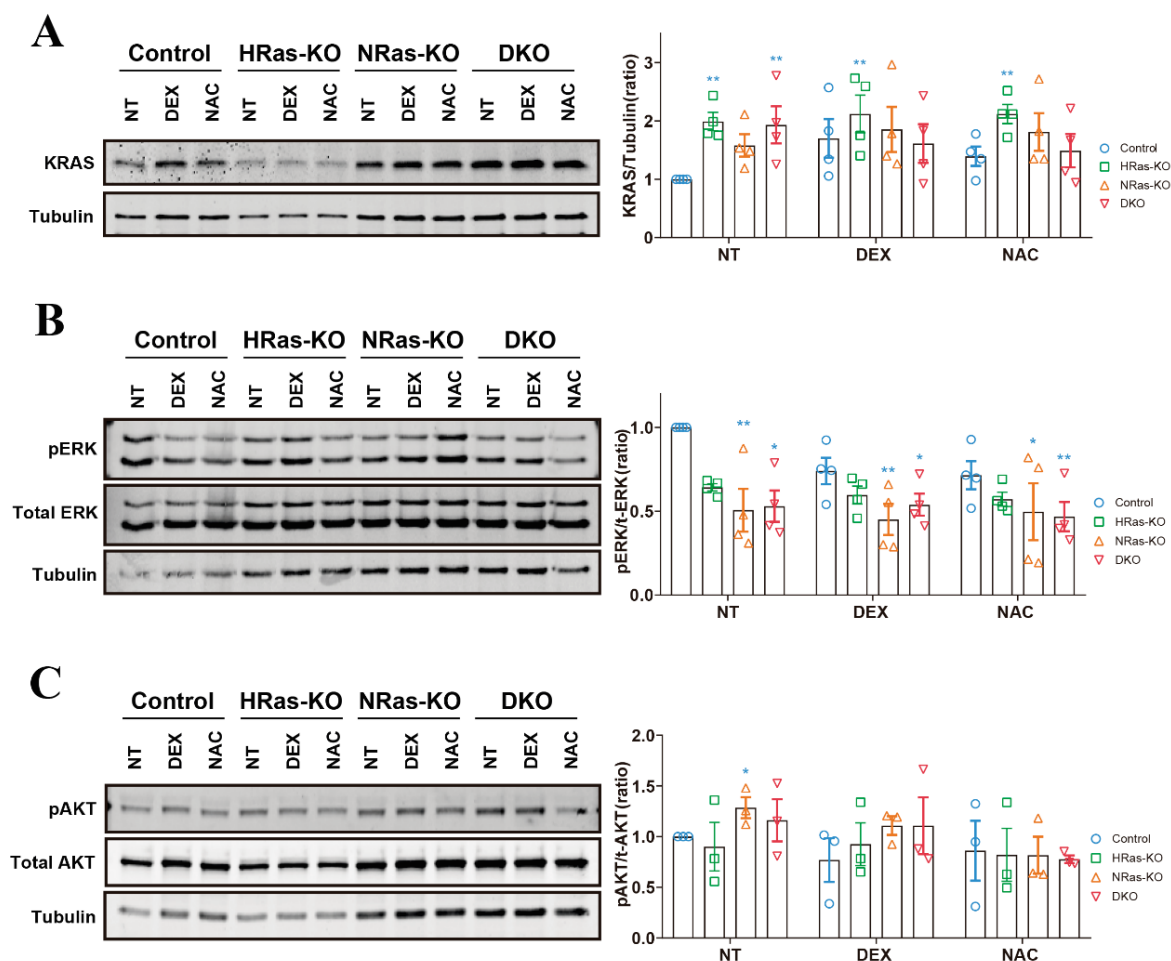 A
Control HRas-KO NRas-KO DKO
NT DEX NAC NT DEX NAC NT DEX NAC NT DEX NAC
KRAS
Tubulin
KRAS/Tubulin(ratio)
3
2
1
0
** ** ** **
NT DEX NAC
Control
HRas-KO
NRas-KO
DKO
B
Control HRas-KO NRas-KO DKO
NT DEX NAC NT DEX NAC NT DEX NAC NT DEX NAC
pERK
Total ERK
Tubulin
pERK/t-ERK(ratio)
1.0
0.5
0.0
** * ** * * **
NT DEX NAC
Control
HRas-KO
NRas-KO
DKO
C
Control HRas-KO NRas-KO DKO
NT DEX NAC NT DEX NAC NT DEX NAC NT DEX NAC
pAKT
Total AKT
Tubulin
pAKT/t-AKT(ratio)
2.0
1.5
1.0
0.5
0.0
*
NT DEX NAC
Control
HRas-KO
NRas-KO
DKO